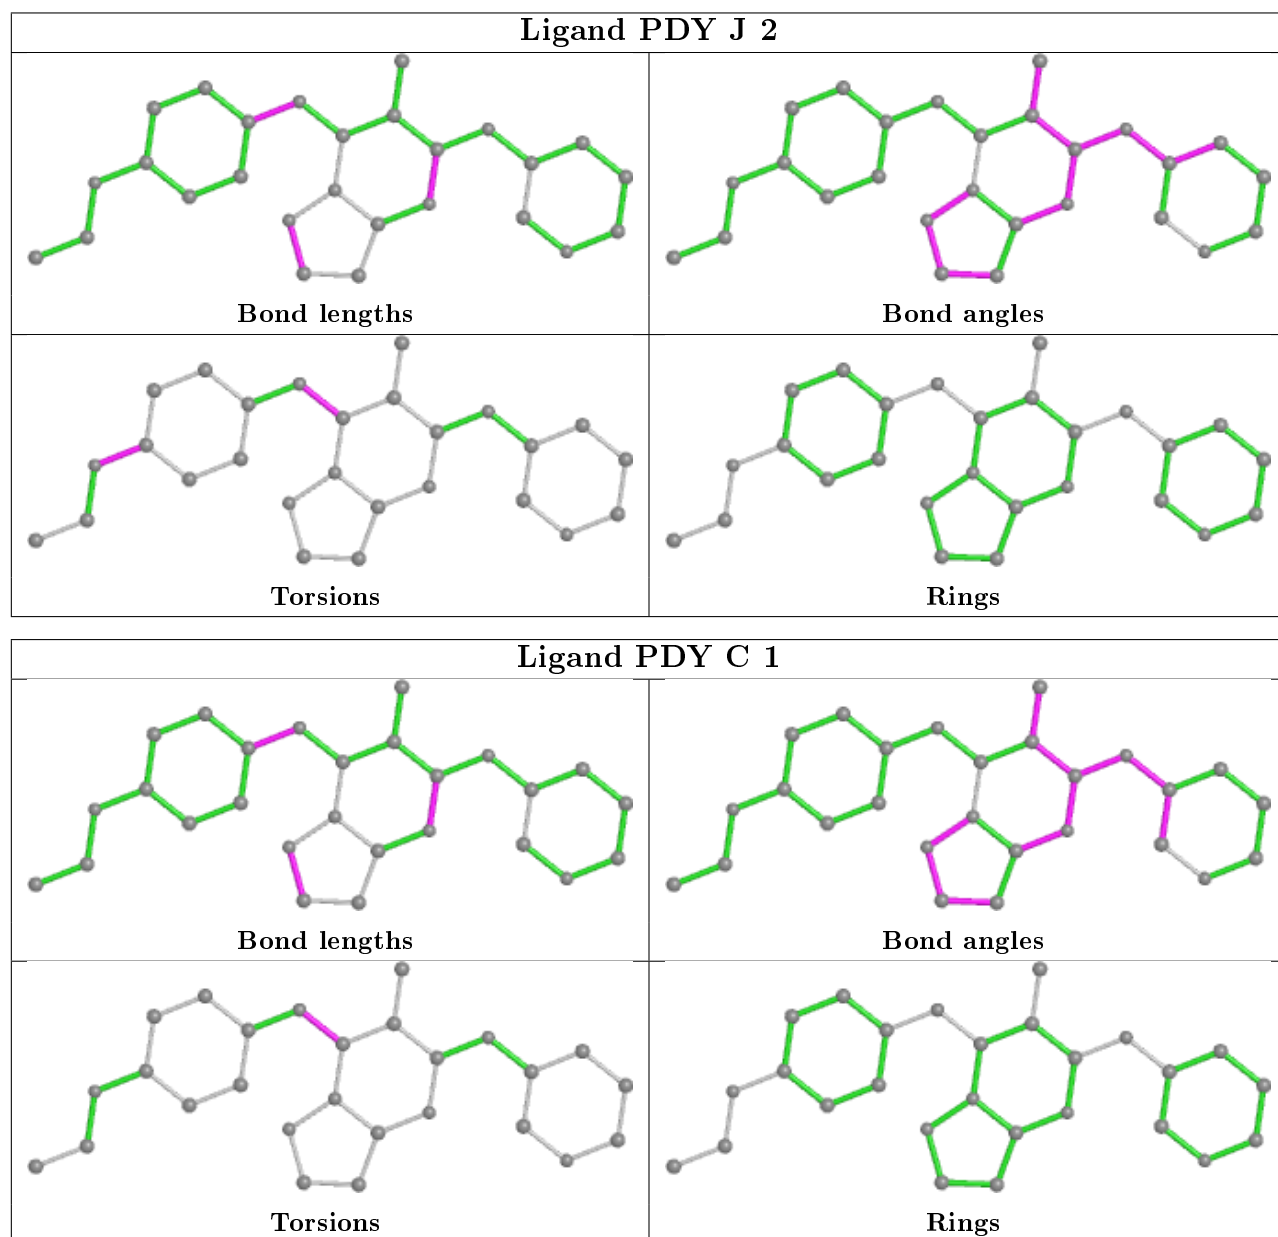 Ligand PDY J 2
Bond lengths
Bond angles
Torsions
Rings
Ligand PDY C 1
Bond lengths
Bond angles
Torsions
Rings